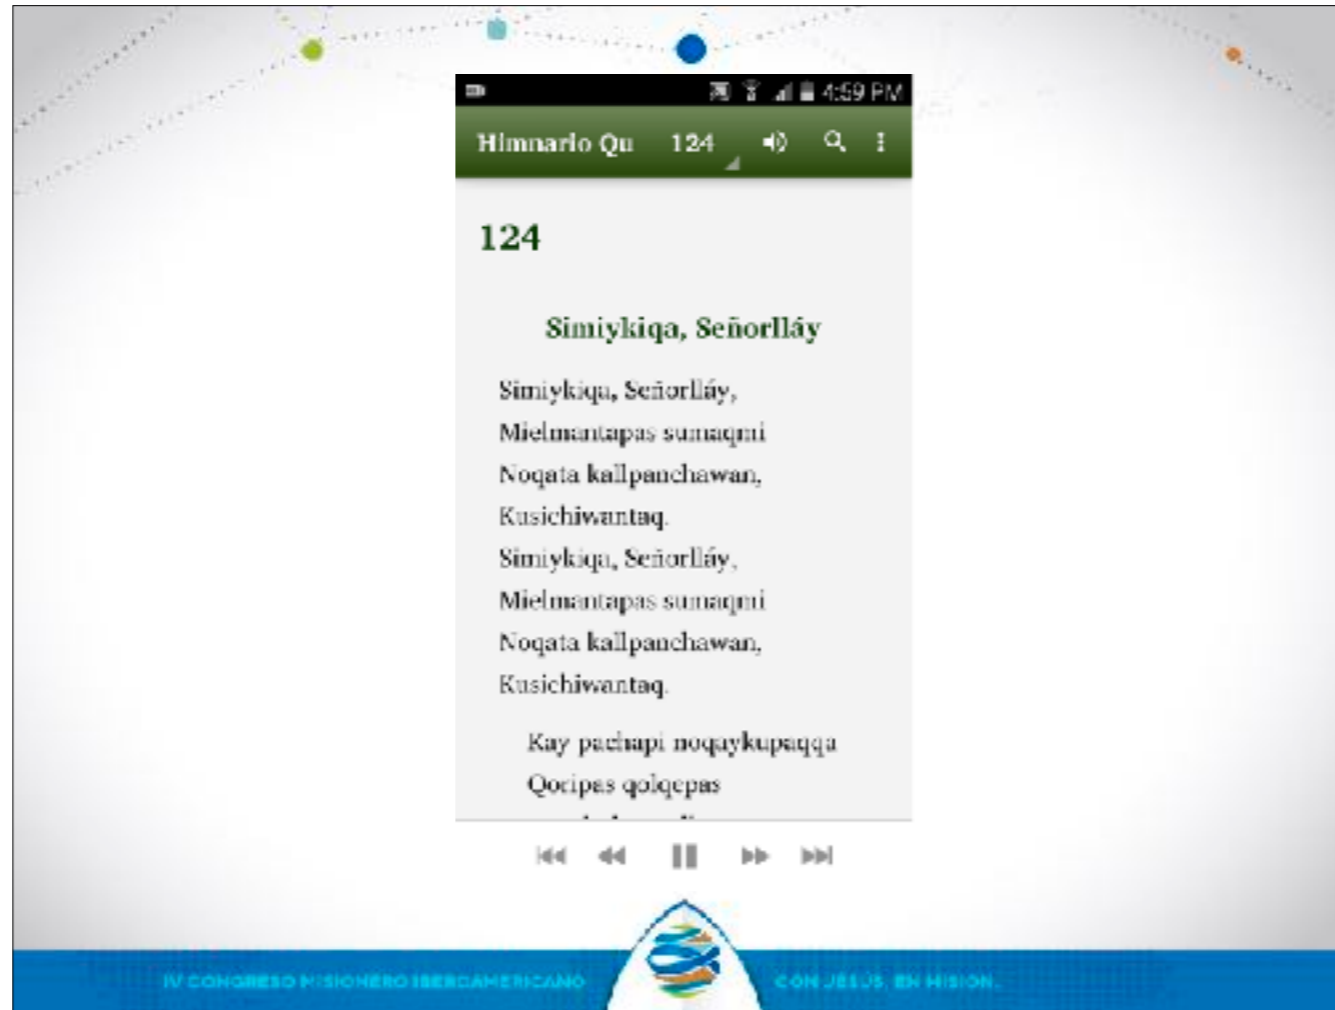 4:59 PM
Himnario Qu 124
124
Simiykiqa, Señorlláy
Simiykiqa, Señorlláy,
Mielmantapas sumaqmi
Noqata kallpanchawan,
Kusichiwantaq.
Simiykiqa, Señorlláy,
Mielmantapas sumaqmi
Noqata kallpanchawan,
Kusichiwantaq.
Kay pachapi noqaykupaqqa
Qoripas qolqepas
IV CONGRESO MISIONERO IBEROAMERICANO CON JESÚS, EN MISION.